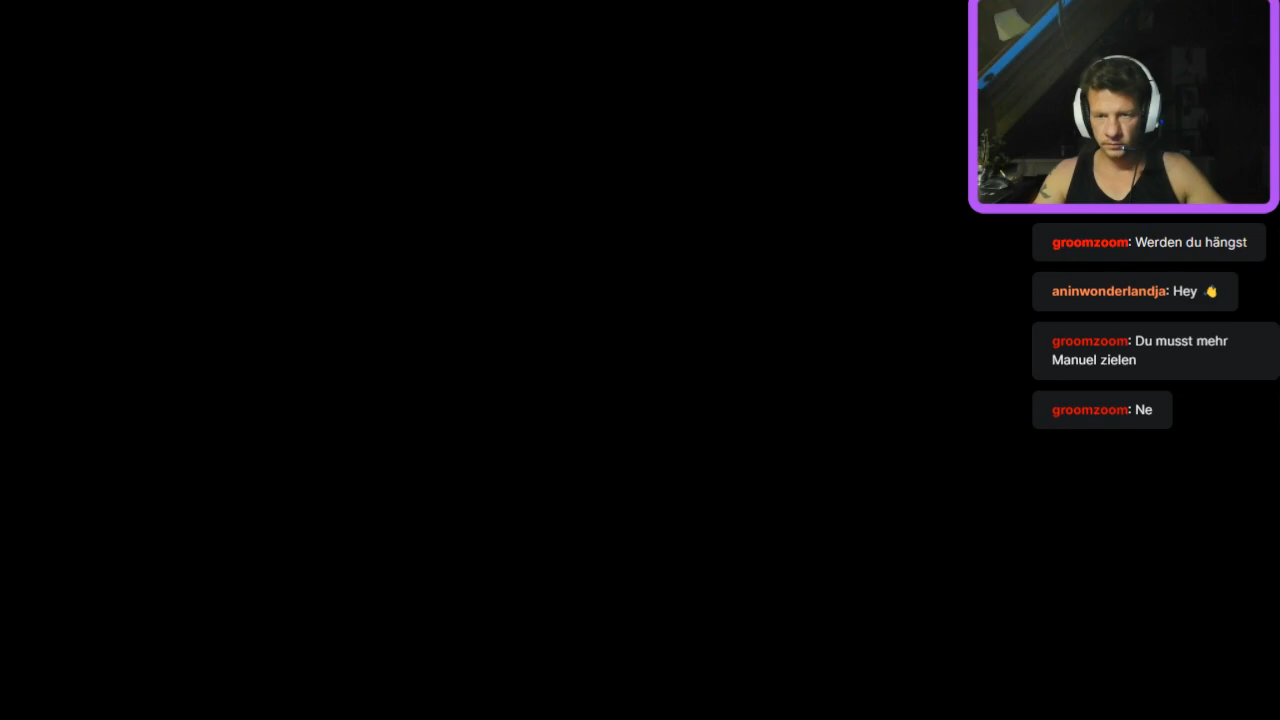 groomzoom: Werden du hängst
aninwonderlandja: Hey 👋
groomzoom: Du musst mehr
Manuel zielen
groomzoom: Ne